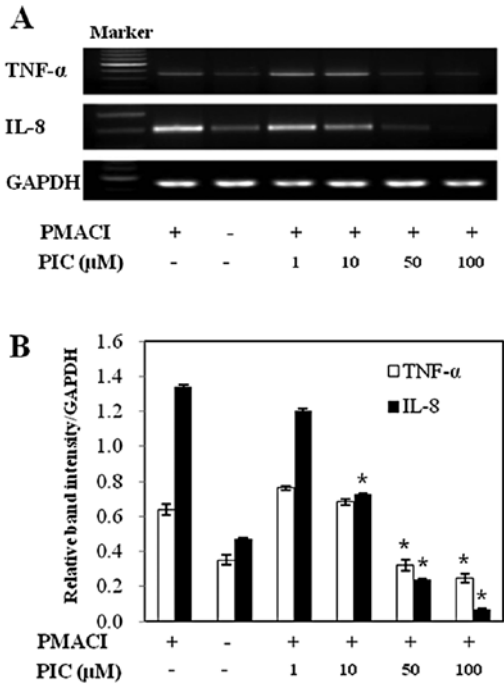 A
Marker
TNF-α
IL-8
GAPDH
PMACI + - + + + +
PIC (μM) - - 1 10 50 100
B
Relative band intensity/GAPDH
1.6
1.4
1.2
1.0
0.8
0.6
0.4
0.2
0.0
TNF-α
IL-8
*
* *
* *
PMACI + - + + + +
PIC (μM) - - 1 10 50 100